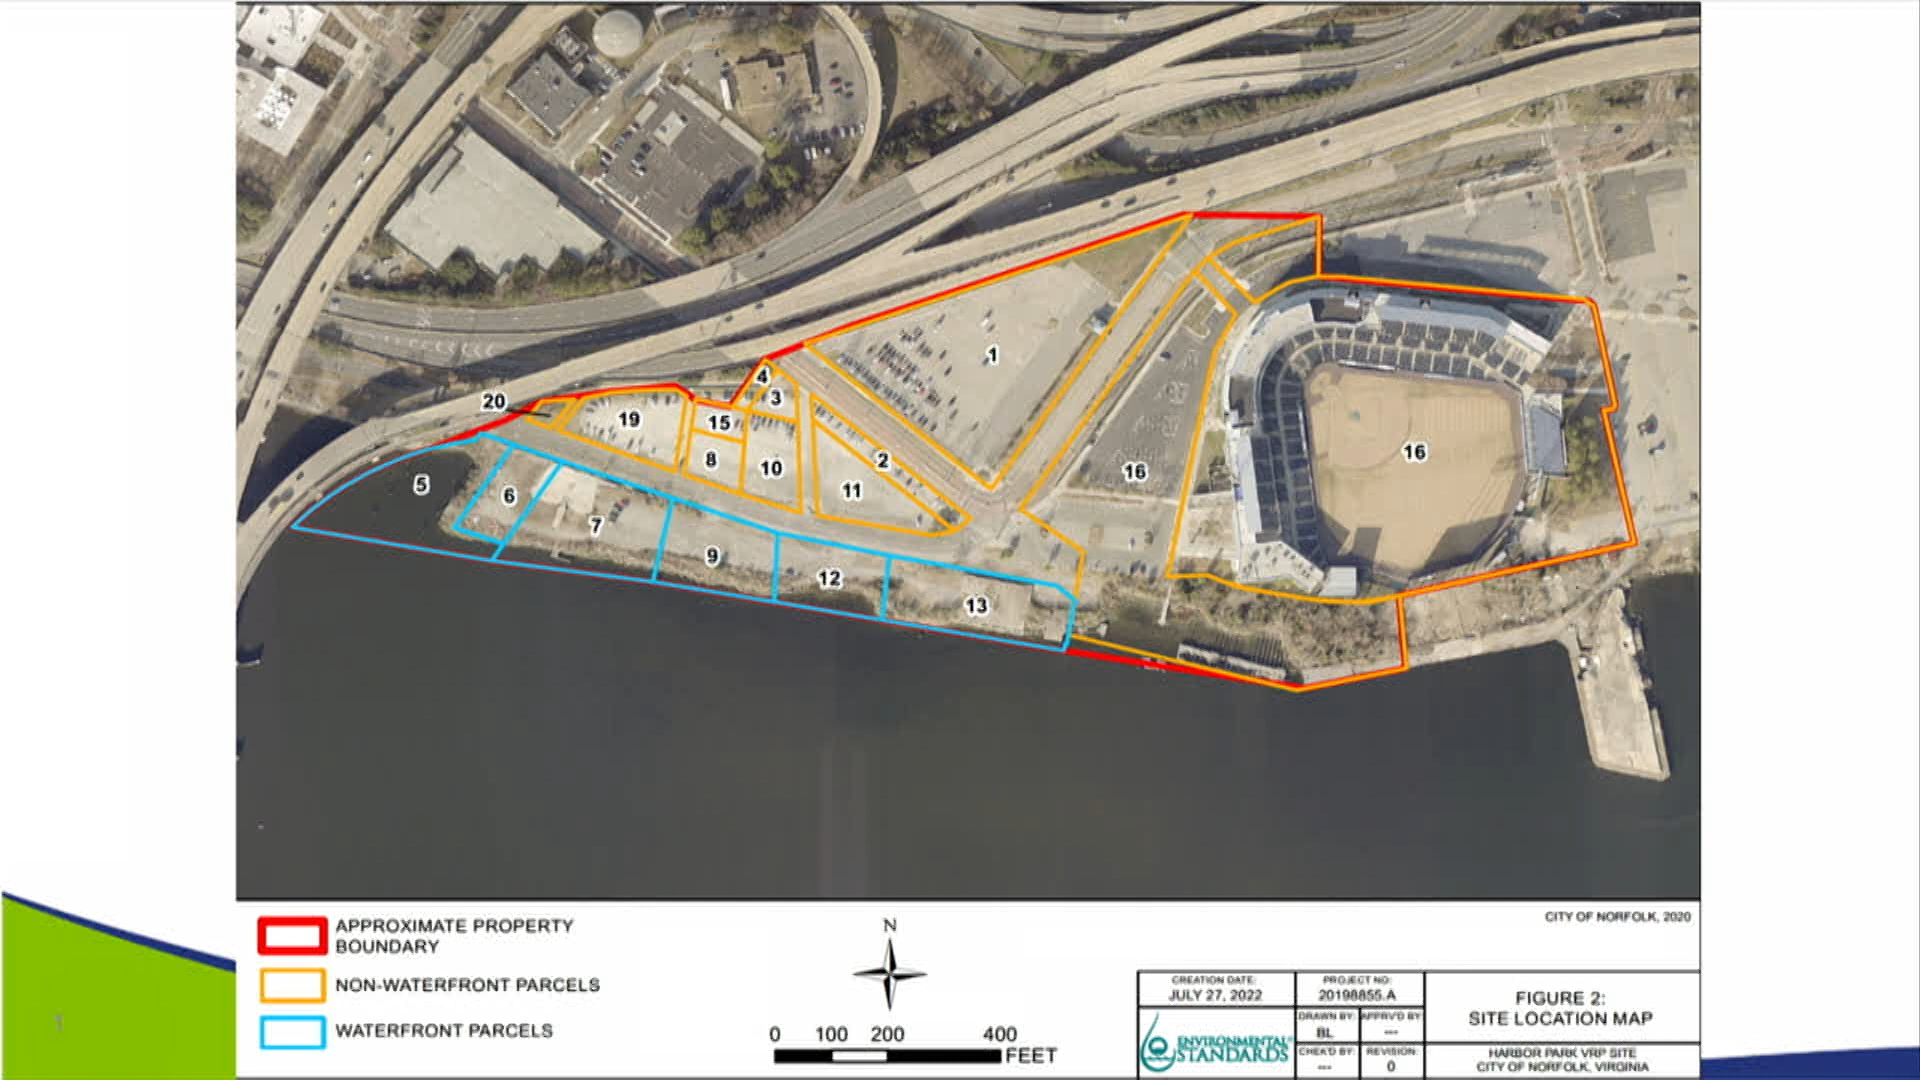 1
4
3
20
19
15
2
16
16
8
10
5
11
6
7
9
12
13
CITY OF NORFOLK, 2020
APPROXIMATE PROPERTY
BOUNDARY
NON-WATERFRONT PARCELS
WATERFRONT PARCELS
N
0 100 200 400
FEET
CREATION DATE:
JULY 27, 2022
PROJECT NO:
20198855.A
DRAWN BY:
BL
APPRV'D BY:
---
CHEK'D BY:
---
REVISION:
0
ENVIRONMENTAL
STANDARDS
FIGURE 2:
SITE LOCATION MAP
HARBOR PARK VRP SITE
CITY OF NORFOLK, VIRGINIA
1